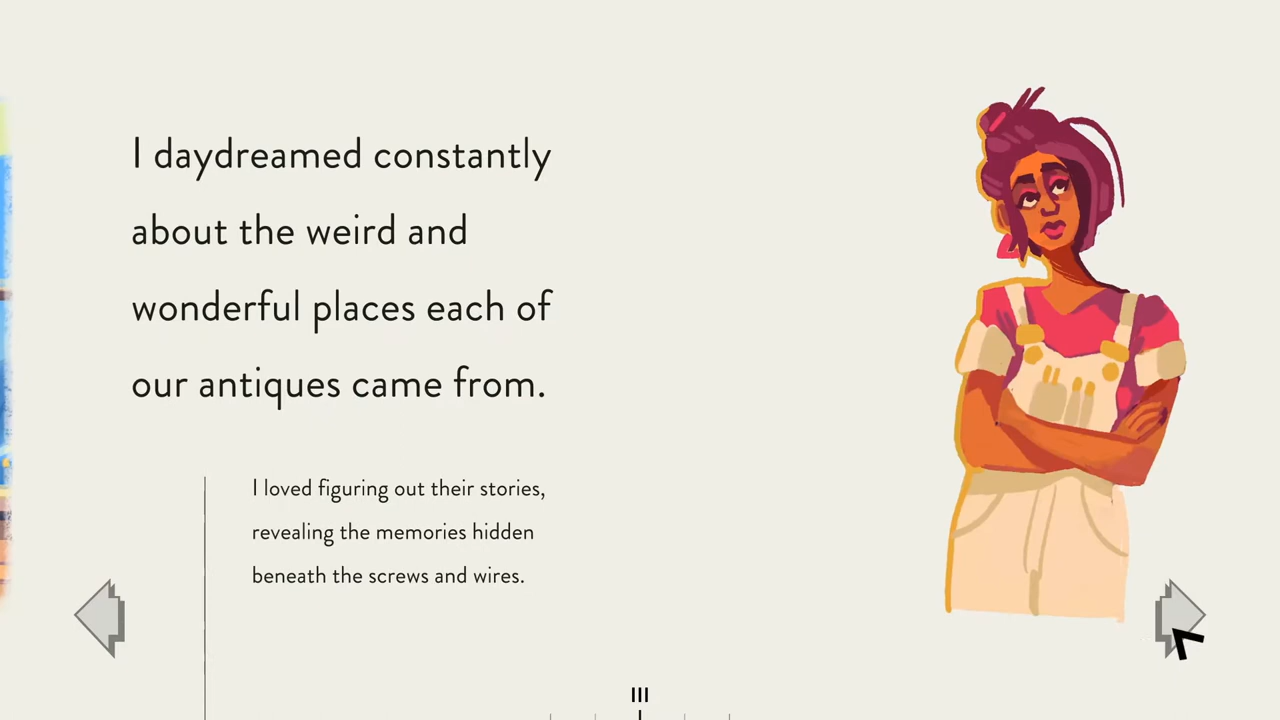 I daydreamed constantly
about the weird and
wonderful places each of
our antiques came from.
I loved figuring out their stories,
revealing the memories hidden
beneath the screws and wires.
III